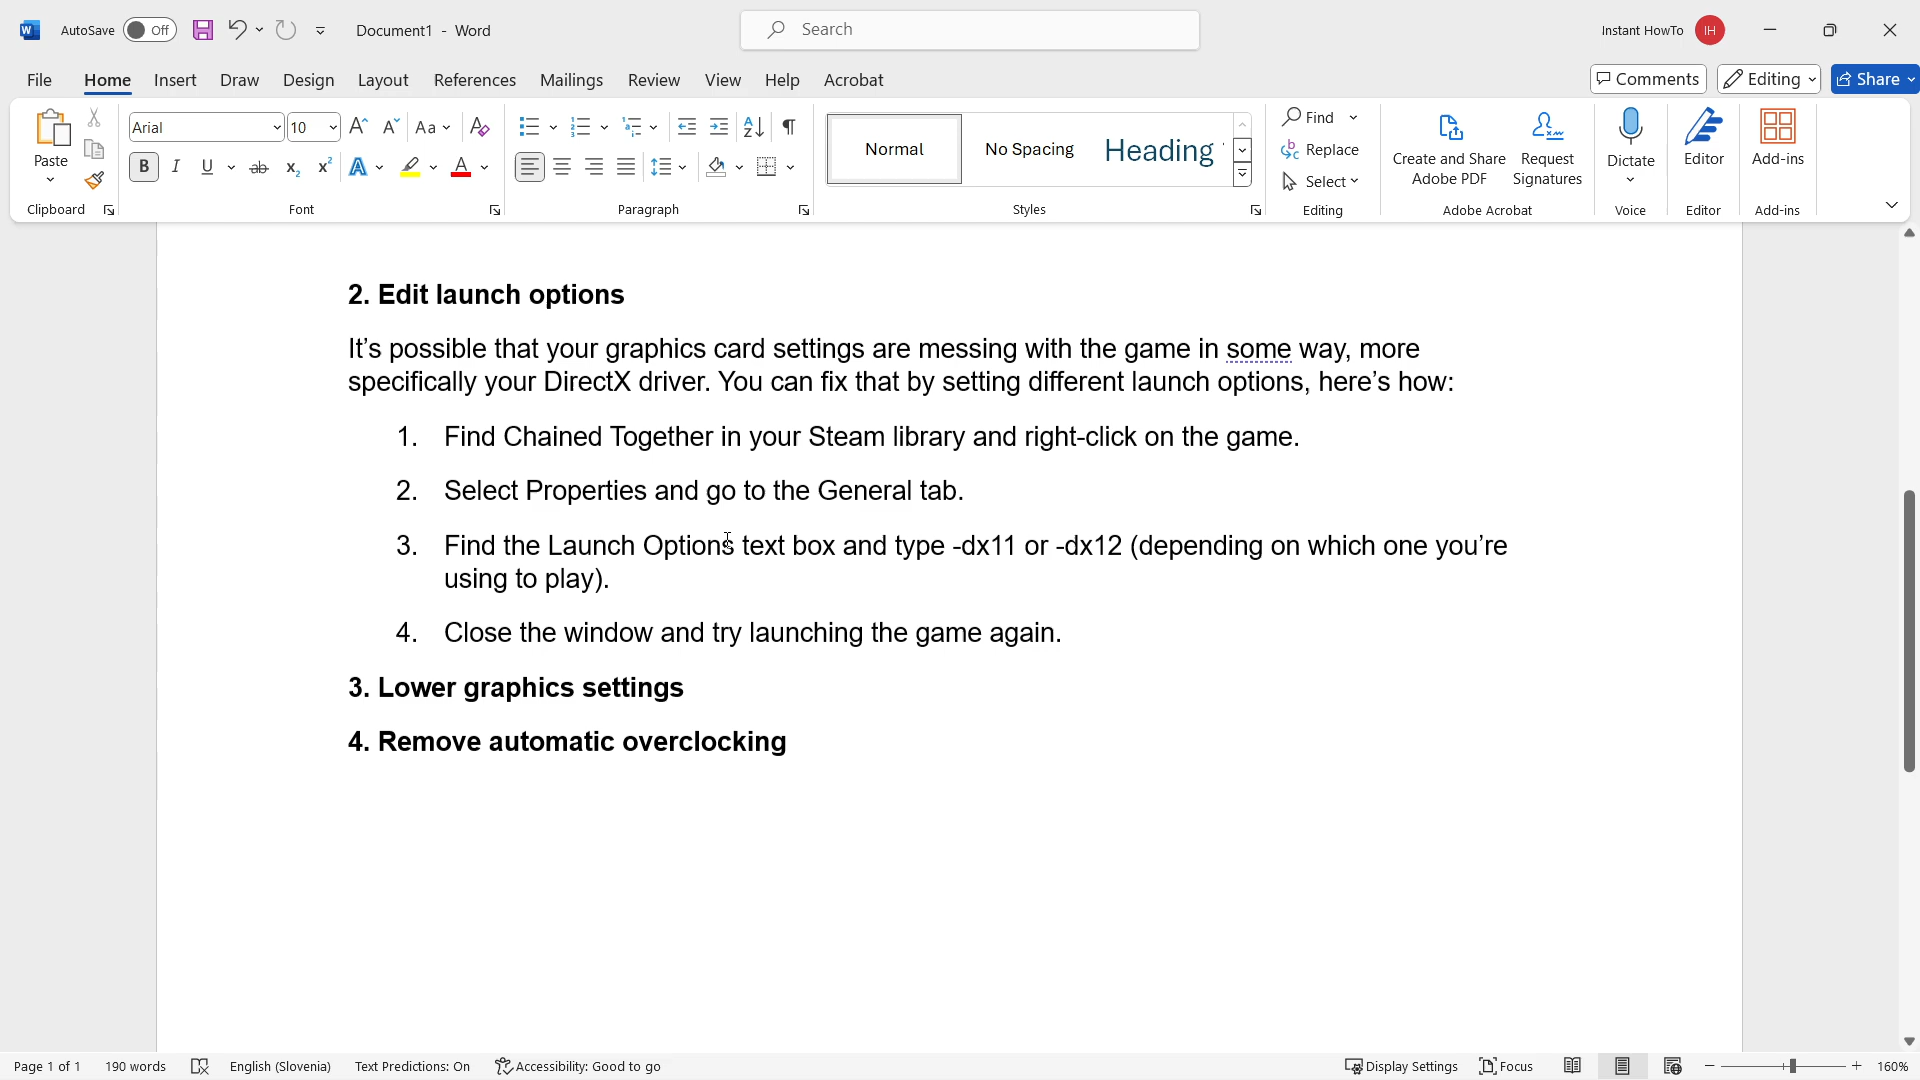 AutoSave Off Document1 - Word Search Instant HowTo IH
File Home Insert Draw Design Layout References Mailings Review View Help Acrobat Comments Editing Share
Paste
Clipboard
Arial 10
Font
Paragraph
Normal No Spacing Heading
Styles
Find
Replace
Select
Editing
Create and Share
Adobe PDF
Request
Signatures
Adobe Acrobat
Dictate
Voice
Editor
Editor
Add-ins
Add-ins
2. Edit launch options
It’s possible that your graphics card settings are messing with the game in some way, more
specifically your DirectX driver. You can fix that by setting different launch options, here’s how:
1. Find Chained Together in your Steam library and right-click on the game.
2. Select Properties and go to the General tab.
3. Find the Launch Options text box and type -dx11 or -dx12 (depending on which one you’re
using to play).
4. Close the window and try launching the game again.
3. Lower graphics settings
4. Remove automatic overclocking
Page 1 of 1 190 words English (Slovenia) Text Predictions: On Accessibility: Good to go Display Settings Focus 160%